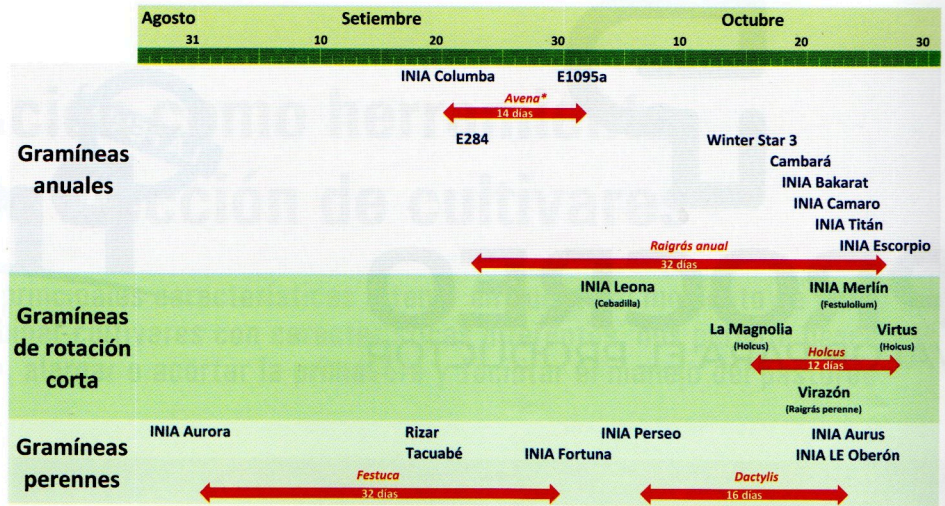 Agosto Setiembre Octubre
31 10 20 30 10 20 30
Gramíneas
anuales
INIA Columba E1095a
Avena*
14 días
E284 Winter Star 3
Cambará
INIA Bakarat
INIA Camaro
INIA Titán
INIA Escorpio
Raigrás anual
32 días
Gramíneas
de rotación
corta
INIA Leona INIA Merlín
(Cebadilla) (Festulolium)
La Magnolia Virtus
(Holcus) (Holcus)
Holcus
12 días
Virazón
(Raigrás perenne)
Gramíneas
perennes
INIA Aurora Rizar INIA Perseo INIA Aurus
Tacuabé INIA Fortuna INIA LE Oberón
Festuca Dactylis
32 días 16 días